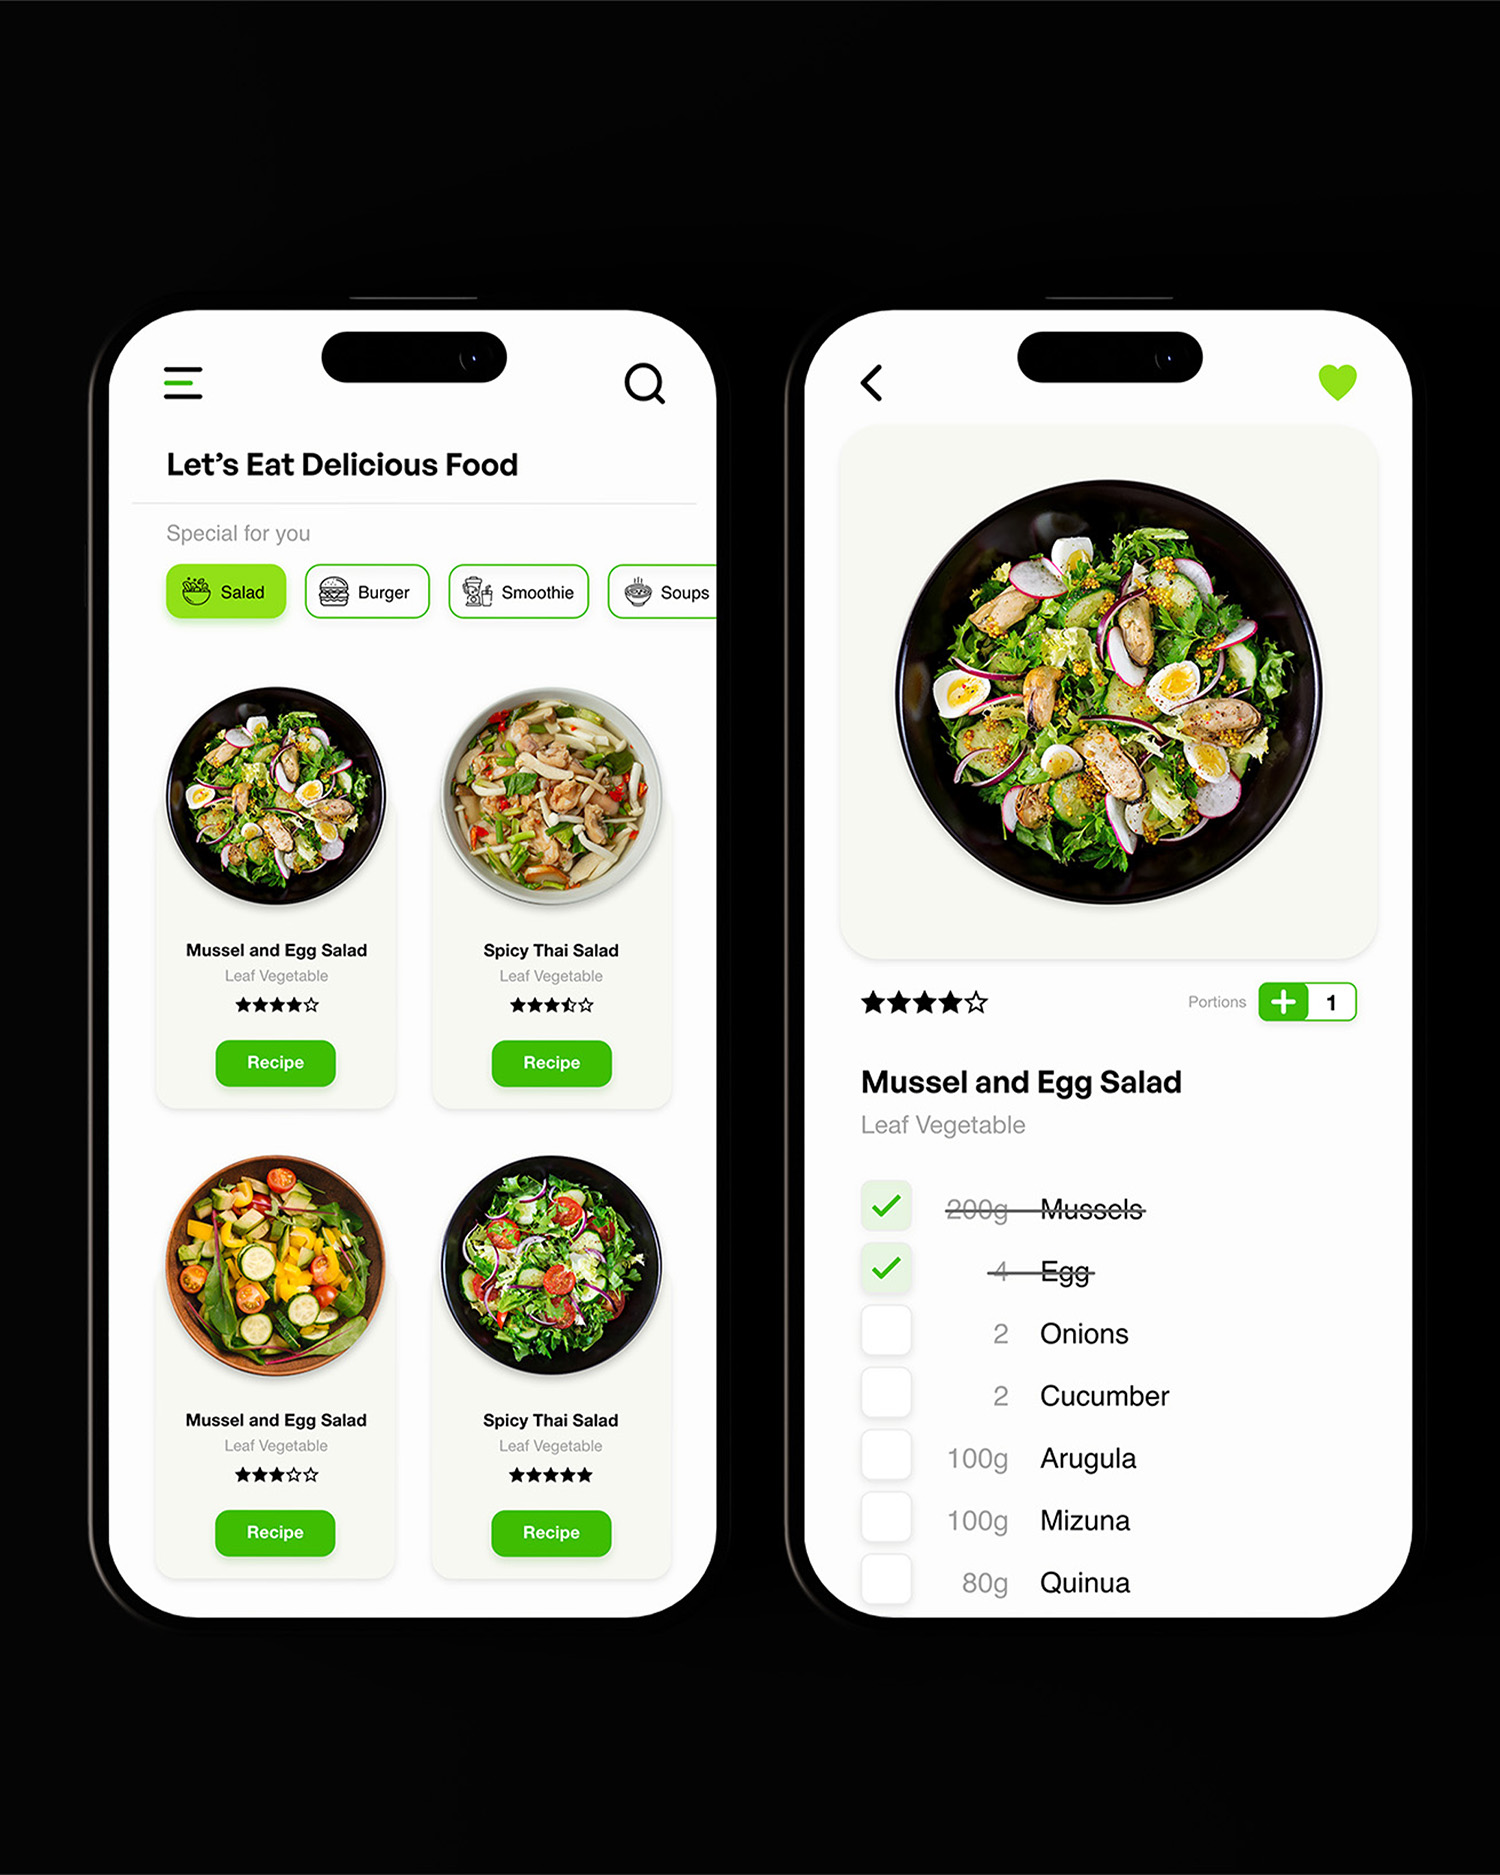 Let's Eat Delicious Food
Special for you
Salad
Burger
Smoothie
Soups
Mussel and Egg Salad
Leaf Vegetable
Recipe
Spicy Thai Salad
Leaf Vegetable
Recipe
Mussel and Egg Salad
Leaf Vegetable
Recipe
Spicy Thai Salad
Leaf Vegetable
Recipe
Portions
1
Mussel and Egg Salad
Leaf Vegetable
200g Mussels
4 Egg
2 Onions
2 Cucumber
100g Arugula
100g Mizuna
80g Quinua